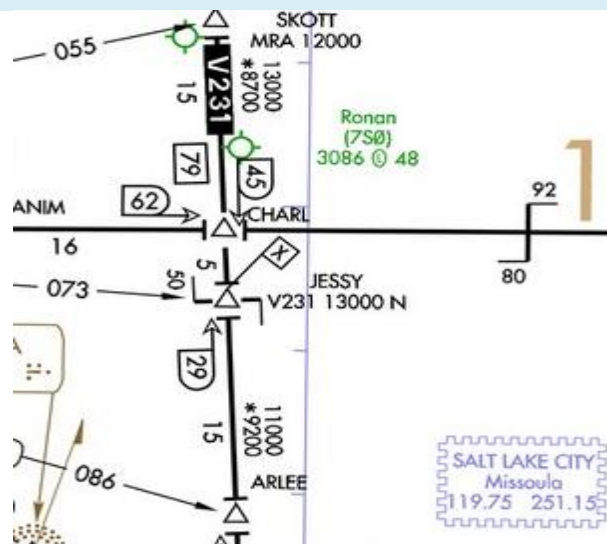 SKOTT
MRA 12000
055
V231
13000
*8700
15
Ronan
(7SØ)
3086 Ⓛ 48
1
79
45
62
ANIM
CHARL
92
16
5
80
X
073
50
JESSY
V231 13000 N
A
29
11000
*9200
15
086
ARLEE
SALT LAKE CITY
Missoula
119.75 251.15